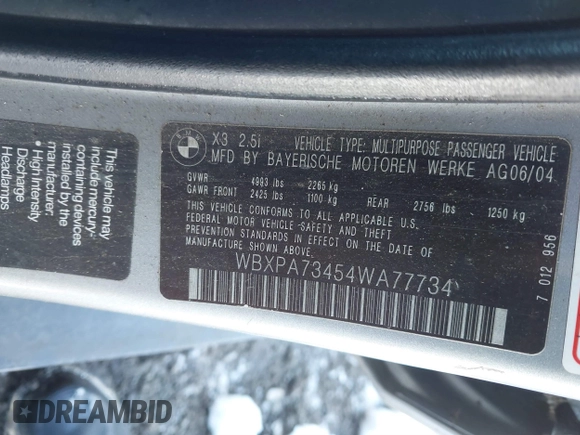 This vehicle may
include mercury-
containing devices
installed by the
manufacturer:
• High Intensity
Discharge
Headlamps
BMW
X3 2.5i VEHICLE TYPE: MULTIPURPOSE PASSENGER VEHICLE
MFD BY BAYERISCHE MOTOREN WERKE AG06/04
GVWR 4993 lbs 2265 kg
GAWR FRONT 2425 lbs 1100 kg REAR 2756 lbs 1250 kg
THIS VEHICLE CONFORMS TO ALL APPLICABLE U.S.
FEDERAL MOTOR VEHICLE-SAFETY AND THEFT
PREVENTION STANDARDS IN EFFECT ON THE DATE OF
MANUFACTURE SHOWN ABOVE.
WBXPA73454WA77734
7 012 956
DREAMBID